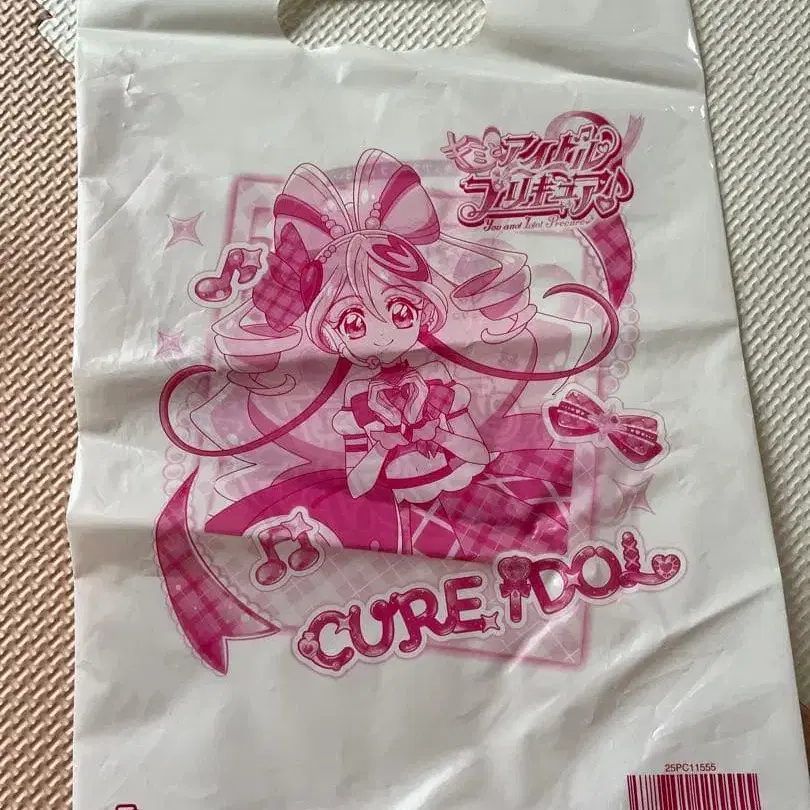 キミとアイドル
プリキュア♪
You and Idol Precure♪
CURE IDOL
25PC11555